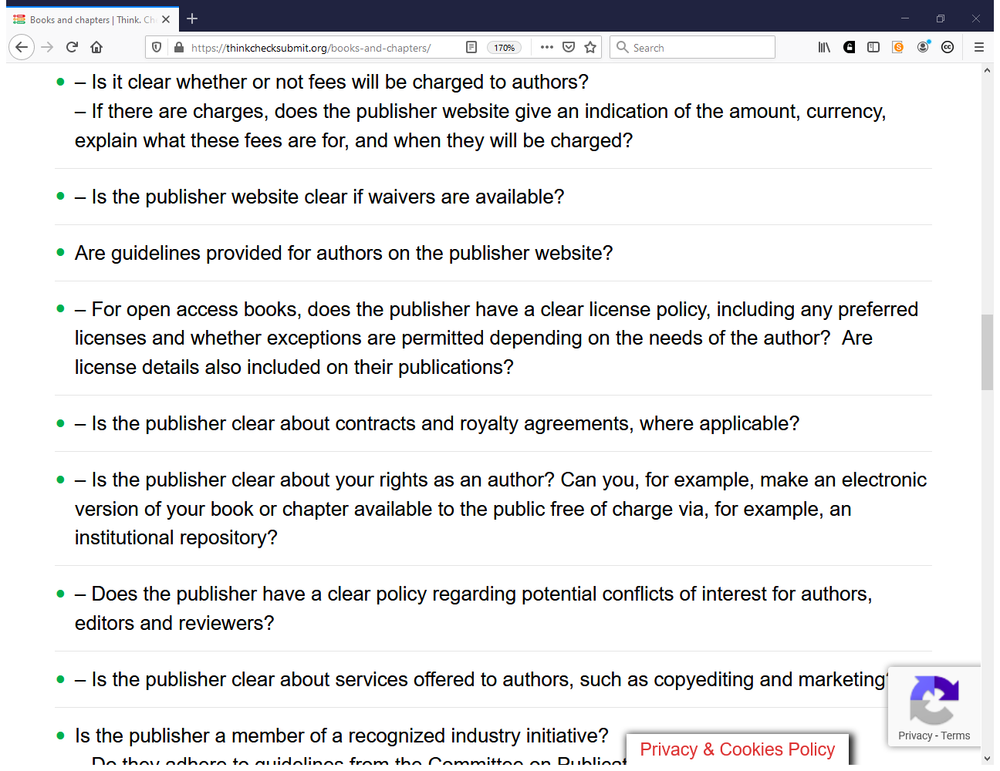 Books and chapters | Think. Ch
https://thinkchecksubmit.org/books-and-chapters/
170%
Search
– Is it clear whether or not fees will be charged to authors?
– If there are charges, does the publisher website give an indication of the amount, currency,
explain what these fees are for, and when they will be charged?
– Is the publisher website clear if waivers are available?
Are guidelines provided for authors on the publisher website?
– For open access books, does the publisher have a clear license policy, including any preferred
licenses and whether exceptions are permitted depending on the needs of the author?  Are
license details also included on their publications?
– Is the publisher clear about contracts and royalty agreements, where applicable?
– Is the publisher clear about your rights as an author? Can you, for example, make an electronic
version of your book or chapter available to the public free of charge via, for example, an
institutional repository?
– Does the publisher have a clear policy regarding potential conflicts of interest for authors,
editors and reviewers?
– Is the publisher clear about services offered to authors, such as copyediting and marketing?
Privacy - Terms
Is the publisher a member of a recognized industry initiative?
Privacy & Cookies Policy
Do they adhere to guidelines from the Committee on Publicat